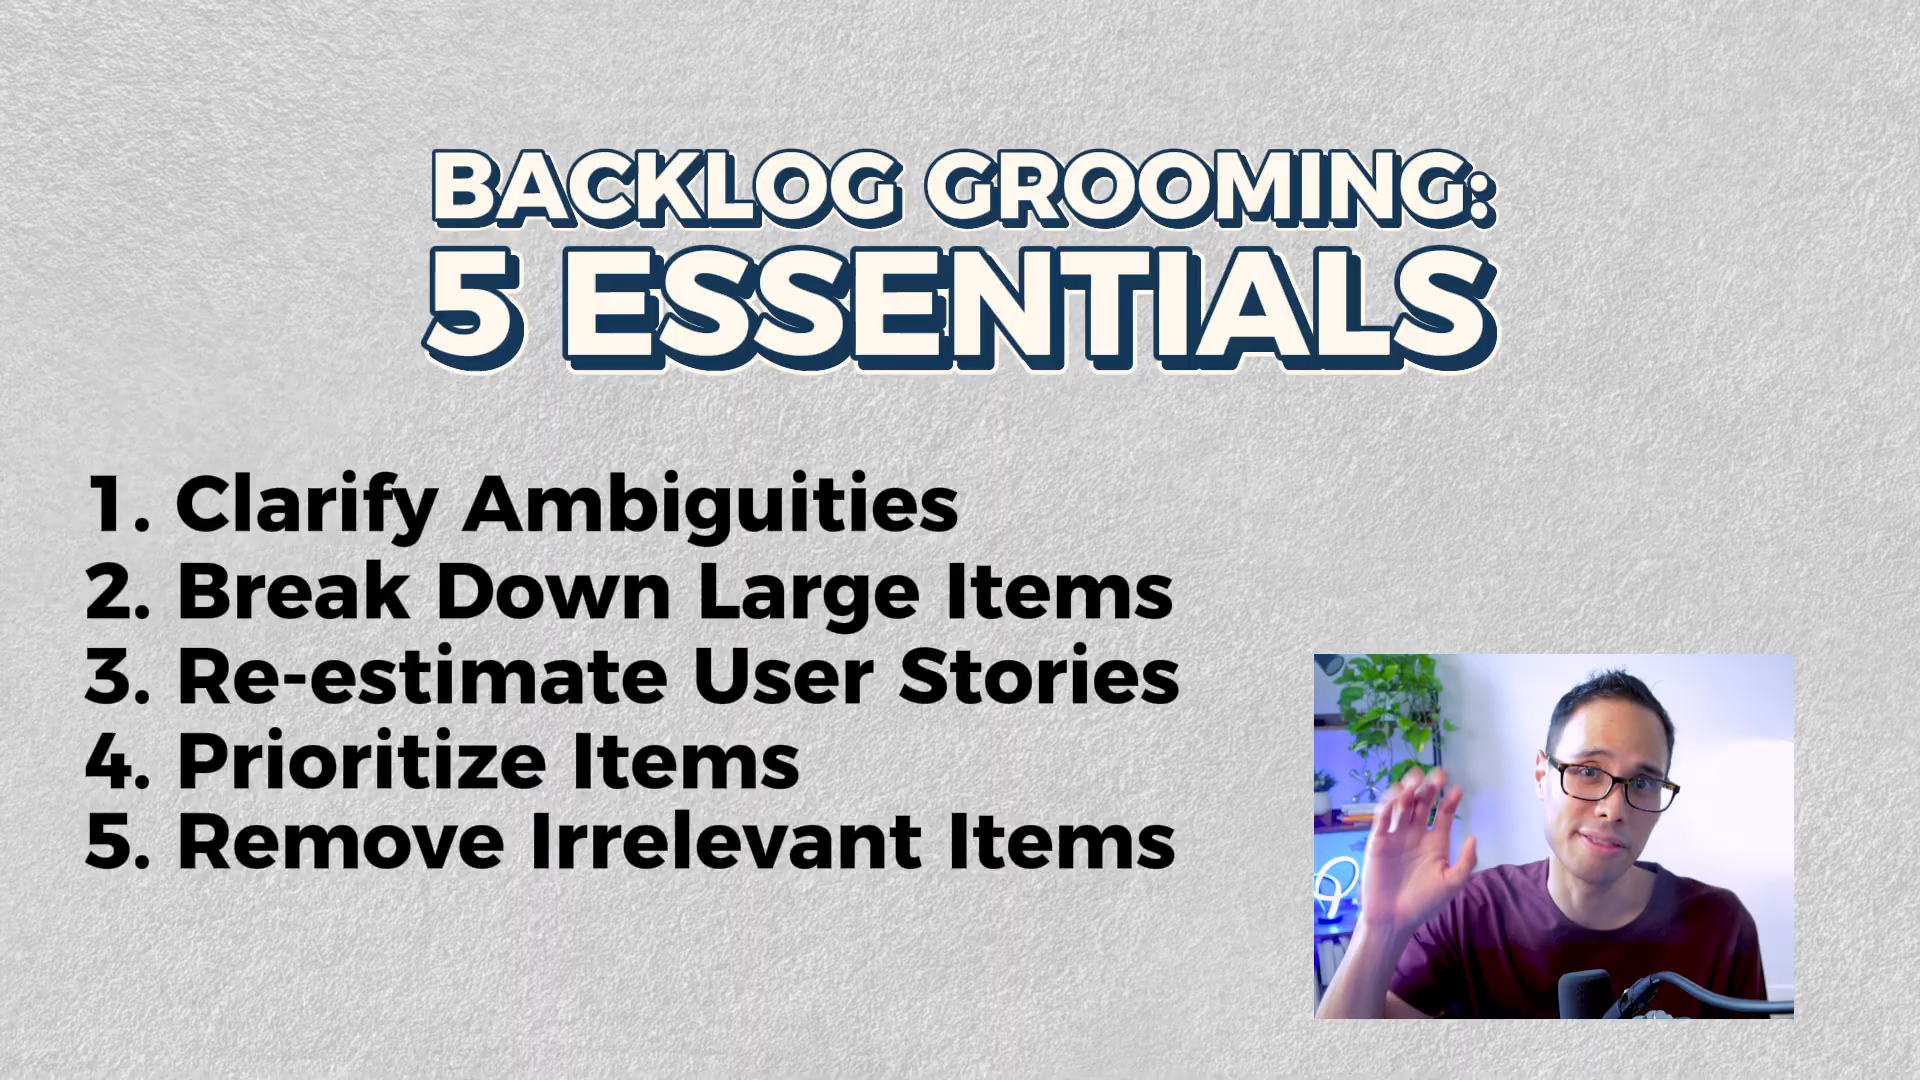 BACKLOG GROOMING:
5 ESSENTIALS
1. Clarify Ambiguities
2. Break Down Large Items
3. Re-estimate User Stories
4. Prioritize Items
5. Remove Irrelevant Items